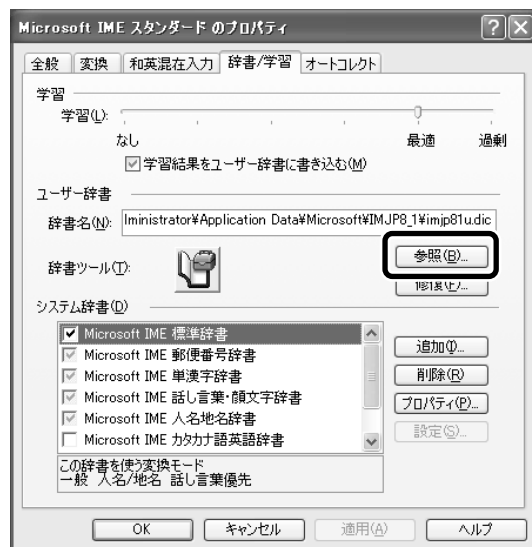 Microsoft IME スタンダード のプロパティ
全般 変換 和英混在入力 辞書/学習 オートコレクト
学習
学習(L):
なし 最適 過剰
学習結果をユーザー辞書に書き込む(M)
ユーザー辞書
辞書名(N): lministrator¥Application Data¥Microsoft¥IMJP8_1¥imjp81u.dic
参照(B)...
辞書ツール(T):
修復(E)...
システム辞書(D)
Microsoft IME 標準辞書
Microsoft IME 郵便番号辞書
Microsoft IME 単漢字辞書
Microsoft IME 話し言葉・顔文字辞書
Microsoft IME 人名地名辞書
Microsoft IME カタカナ語英語辞書
追加(I)...
削除(R)
プロパティ(P)...
設定(S)...
この辞書を使う変換モード
一般 人名/地名 話し言葉優先
OK キャンセル 適用(A) ヘルプ